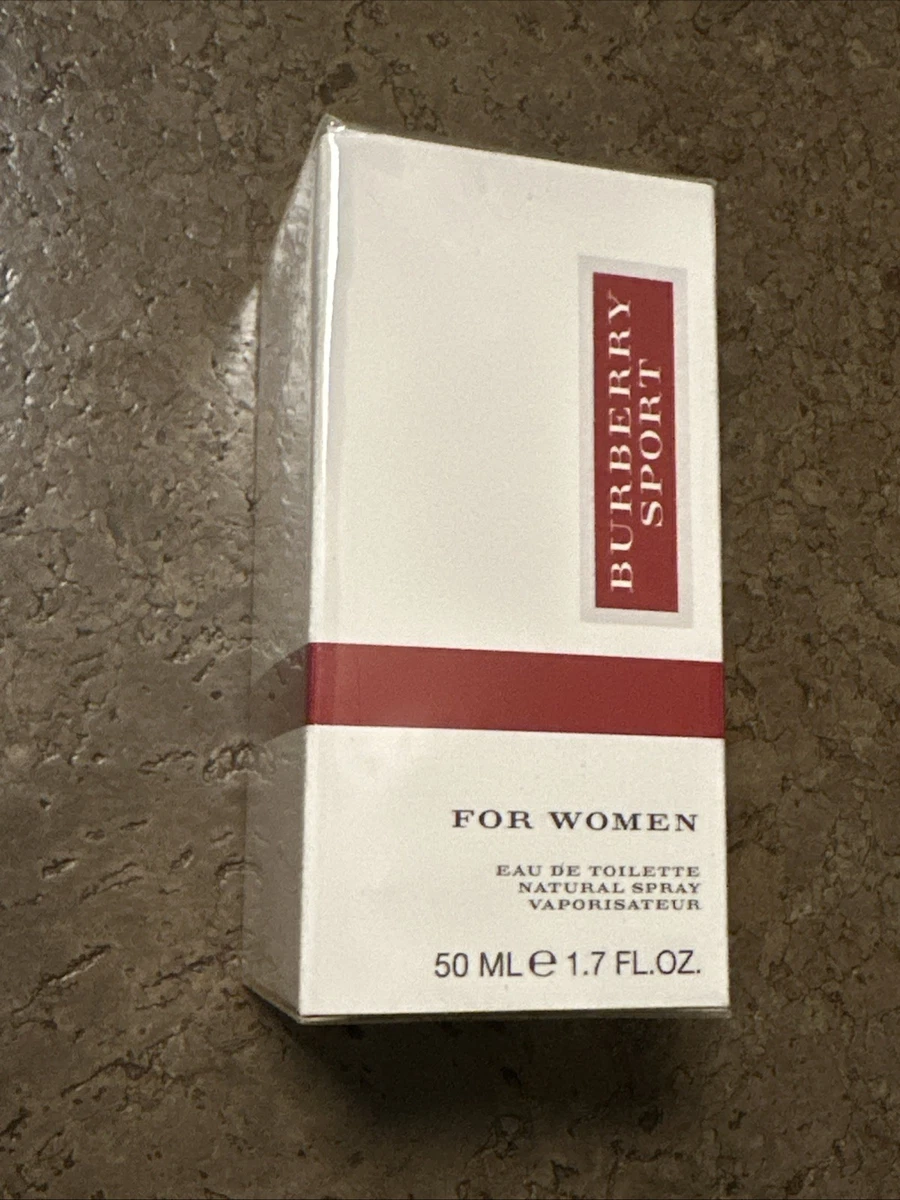 BURBERRY
SPORT
FOR WOMEN
EAU DE TOILETTE
NATURAL SPRAY
VAPORISATEUR
50 ML ℮ 1.7 FL.OZ.